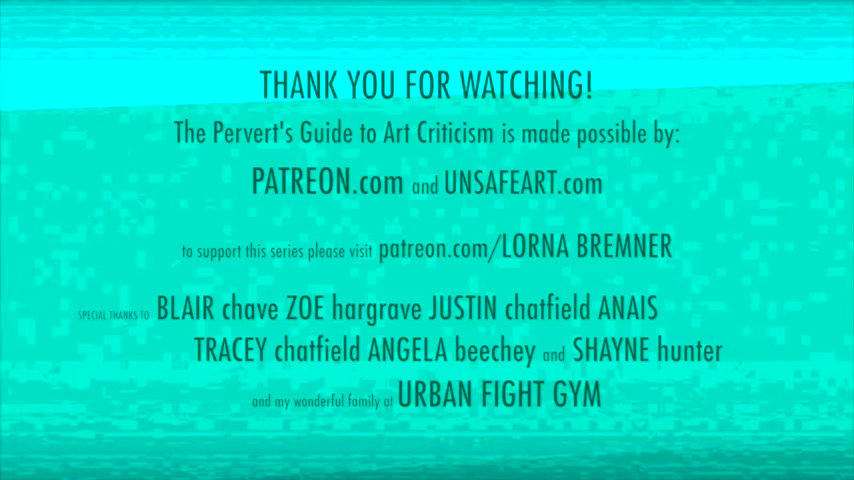 THANK YOU FOR WATCHING!
The Pervert's Guide to Art Criticism is made possible by:
PATREON.com and UNSAFEART.com
to support this series please visit patreon.com/LORNA BREMNER
SPECIAL THANKS TO BLAIR chave ZOE hargrave JUSTIN chatfield ANAIS
TRACEY chatfield ANGELA beechey and SHAYNE hunter
and my wonderful family at URBAN FIGHT GYM